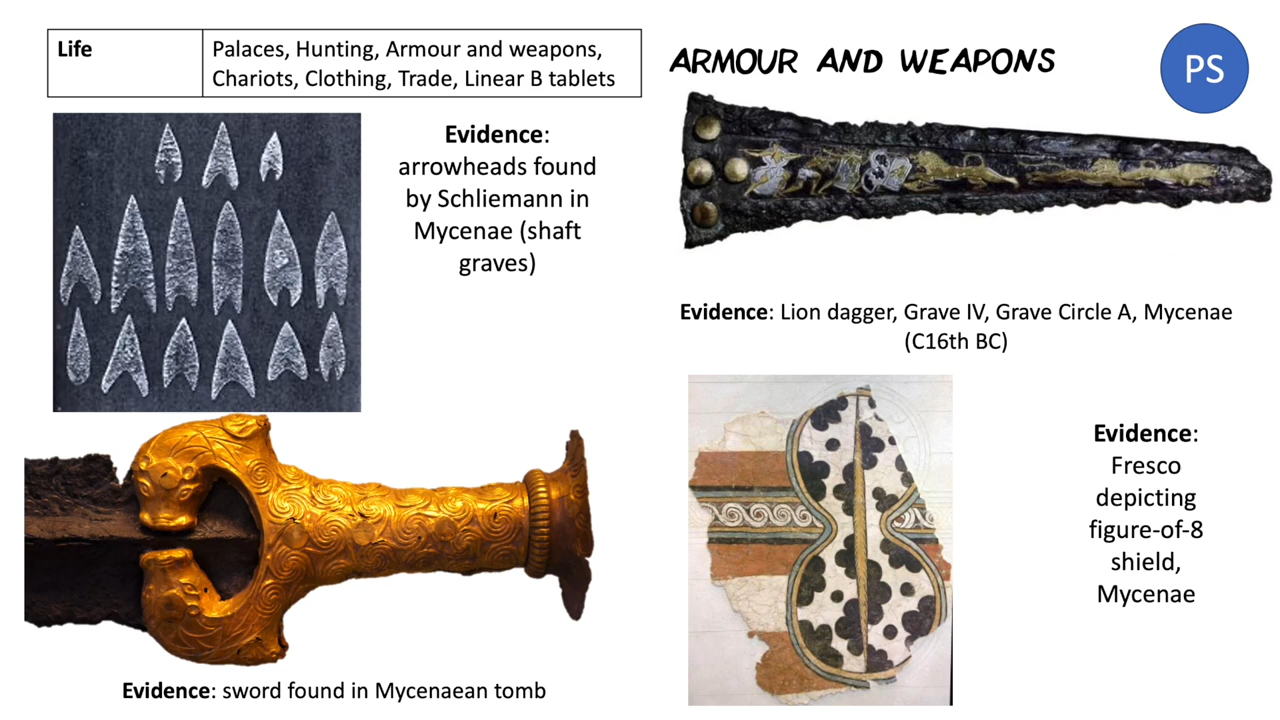 Life
Palaces, Hunting, Armour and weapons,
Chariots, Clothing, Trade, Linear B tablets
ARMOUR AND WEAPONS
PS
Evidence:
arrowheads found
by Schliemann in
Mycenae (shaft
graves)
Evidence: Lion dagger, Grave IV, Grave Circle A, Mycenae
(C16th BC)
Evidence:
Fresco
depicting
figure-of-8
shield,
Mycenae
Evidence: sword found in Mycenaean tomb